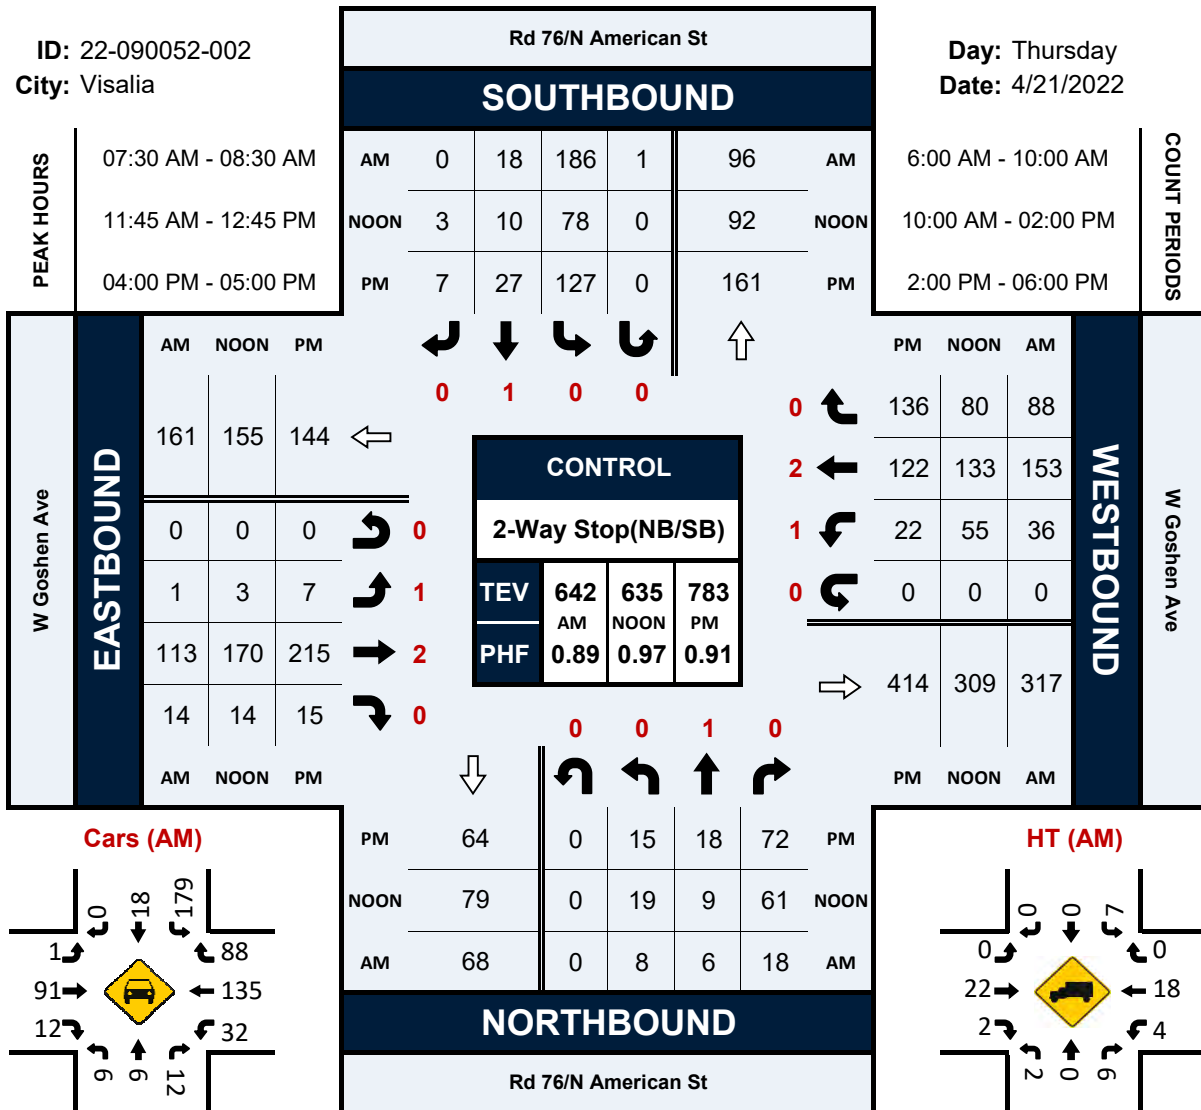 Rd 76/N American St
ID: 22-090052-002
Day: Thursday
City: Visalia
Date: 4/21/2022
SOUTHBOUND
PEAK HOURS
07:30 AM - 08:30 AM
AM 0 18 186 1 96 AM
6:00 AM - 10:00 AM
COUNT PERIODS
11:45 AM - 12:45 PM
NOON 3 10 78 0 92 NOON
10:00 AM - 02:00 PM
04:00 PM - 05:00 PM
PM 7 27 127 0 161 PM
2:00 PM - 06:00 PM
0 1 0 0
W Goshen Ave
EASTBOUND
AM NOON PM
161 155 144
0 0 0 0
1 3 7 1
113 170 215 2
14 14 15 0
AM NOON PM
CONTROL
2-Way Stop(NB/SB)
TEV 642 635 783
AM NOON PM
PHF 0.89 0.97 0.91
PM NOON AM
0 136 80 88
2 122 133 153
1 22 55 36
0 0 0 0
414 309 317
PM NOON AM
WESTBOUND
W Goshen Ave
0 0 1 0
PM 64 0 15 18 72 PM
NOON 79 0 19 9 61 NOON
AM 68 0 8 6 18 AM
NORTHBOUND
Rd 76/N American St
Cars (AM)
0 18 179
1 88
91 135
12 32
6 6 12
HT (AM)
0 0 7
0 0
22 18
2 4
2 0 6